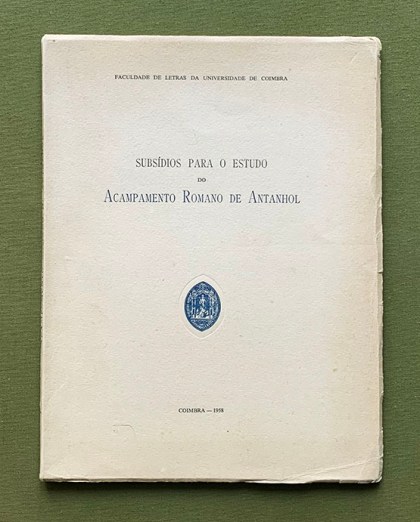 FACULDADE DE LETRAS DA UNIVERSIDADE DE COIMBRA
SUBSÍDIOS PARA O ESTUDO
DO
ACAMPAMENTO ROMANO DE ANTANHOL
COIMBRA — 1958